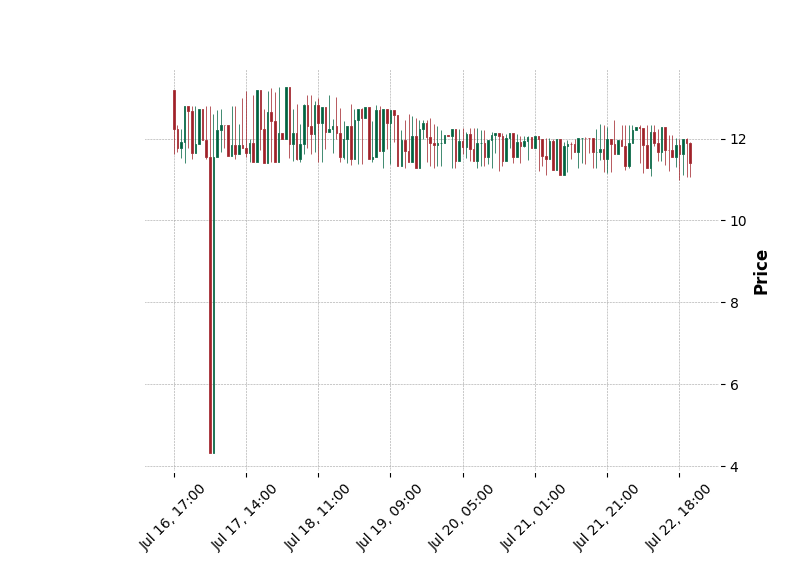 12
10
8
6
4
Price
Jul 16, 17:00
Jul 17, 14:00
Jul 18, 11:00
Jul 19, 09:00
Jul 20, 05:00
Jul 21, 01:00
Jul 21, 21:00
Jul 22, 18:00